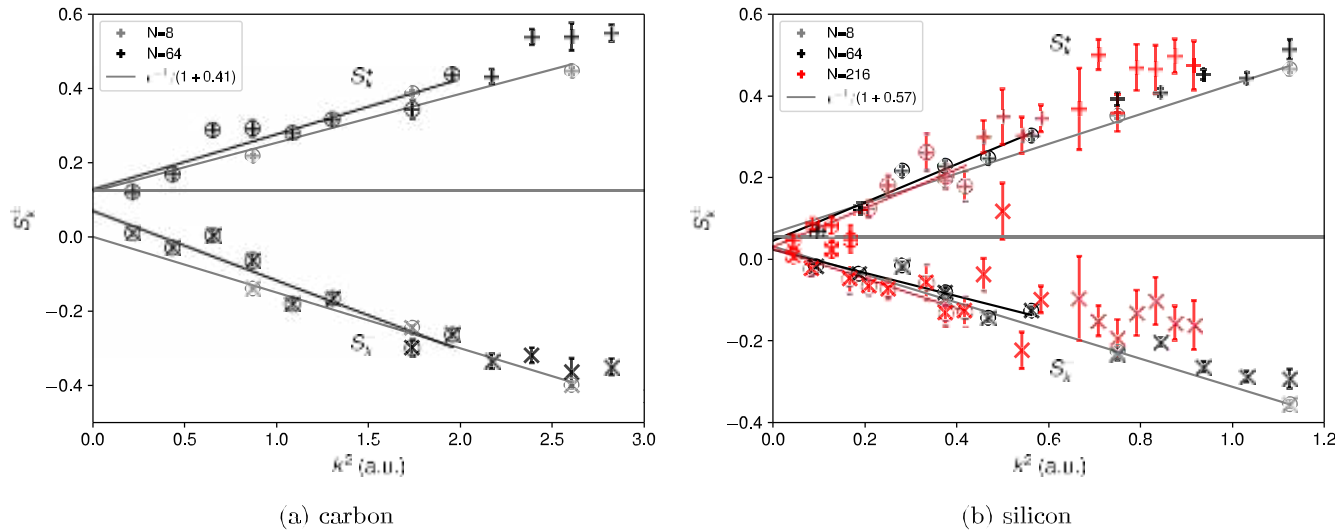 N=8
N=64
/(1 + 0.41)
S_k^+
S_k^-
S_k^±
0.6
0.4
0.2
0.0
−0.2
−0.4
0.0 0.5 1.0 1.5 2.0 2.5 3.0
k² (a.u.)
(a) carbon
N=8
N=64
N=216
/(1 + 0.57)
S_k^+
S_k^-
S_k^±
0.6
0.4
0.2
0.0
−0.2
−0.4
0.0 0.2 0.4 0.6 0.8 1.0 1.2
k² (a.u.)
(b) silicon